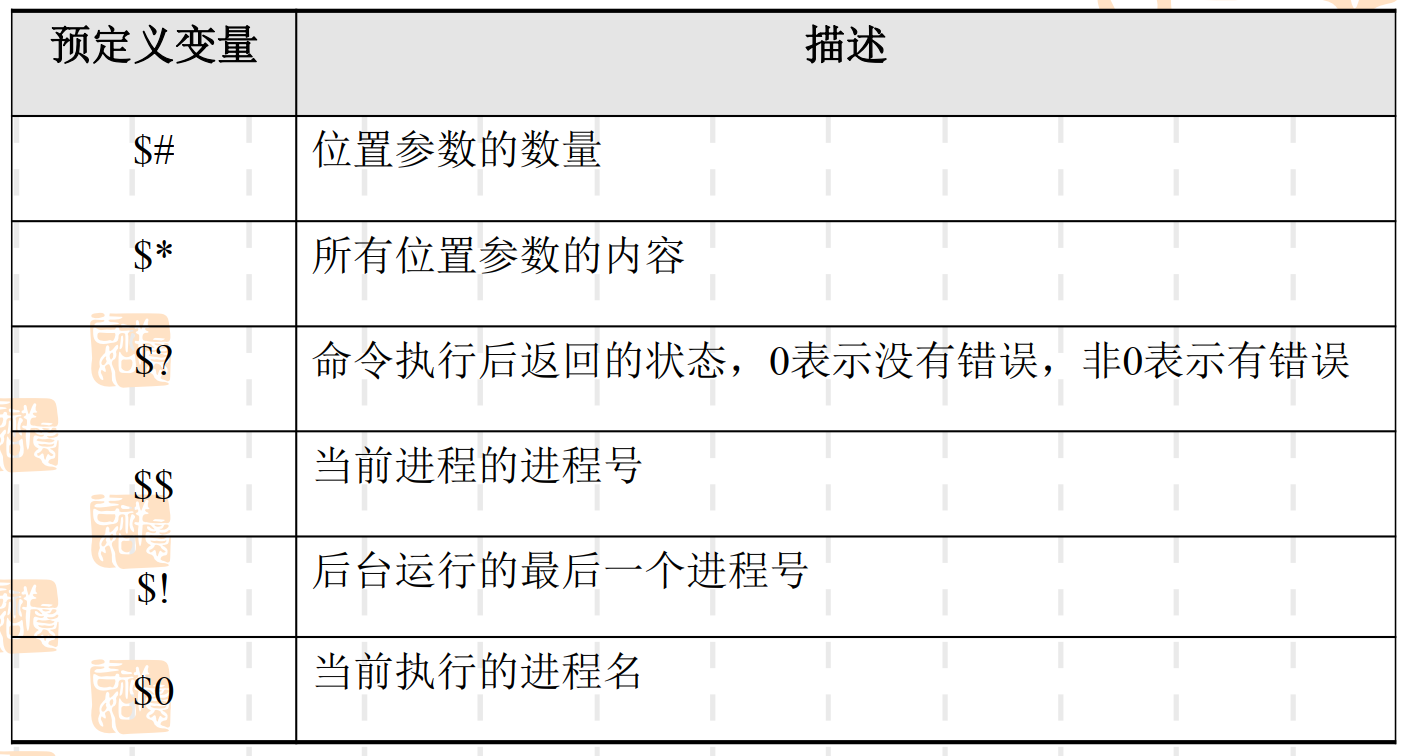 预定义变量 描述
$# 位置参数的数量
$* 所有位置参数的内容
$? 命令执行后返回的状态，0表示没有错误，非0表示有错误
$$ 当前进程的进程号
$! 后台运行的最后一个进程号
$0 当前执行的进程名